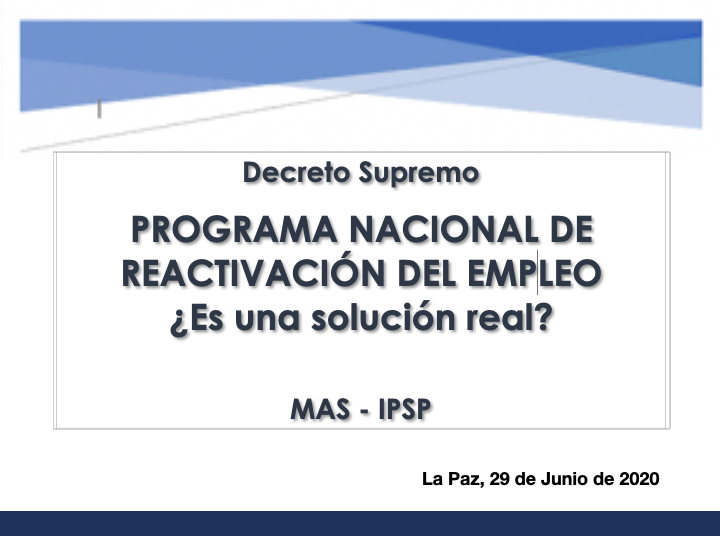 Decreto Supremo
PROGRAMA NACIONAL DE
REACTIVACIÓN DEL EMPLEO
¿Es una solución real?
MAS - IPSP
La Paz, 29 de Junio de 2020